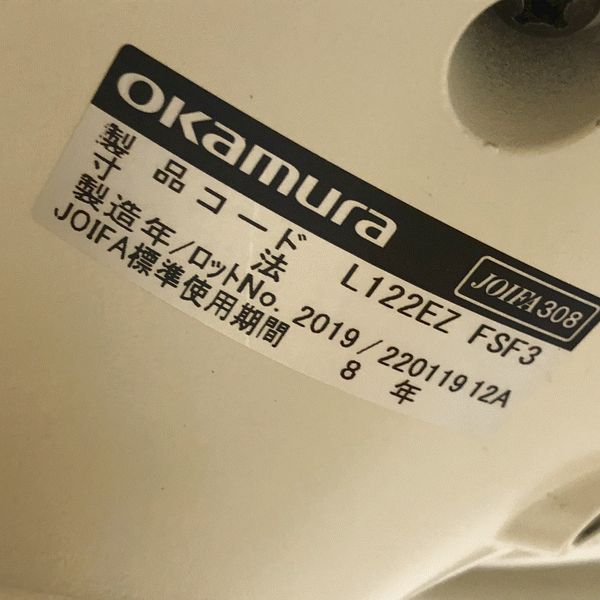 okamura
JOIFA308
製品コード L122EZ FSF3
寸法
製造年/ロットNo. 2019/22011912A
JOIFA標準使用期間 8年